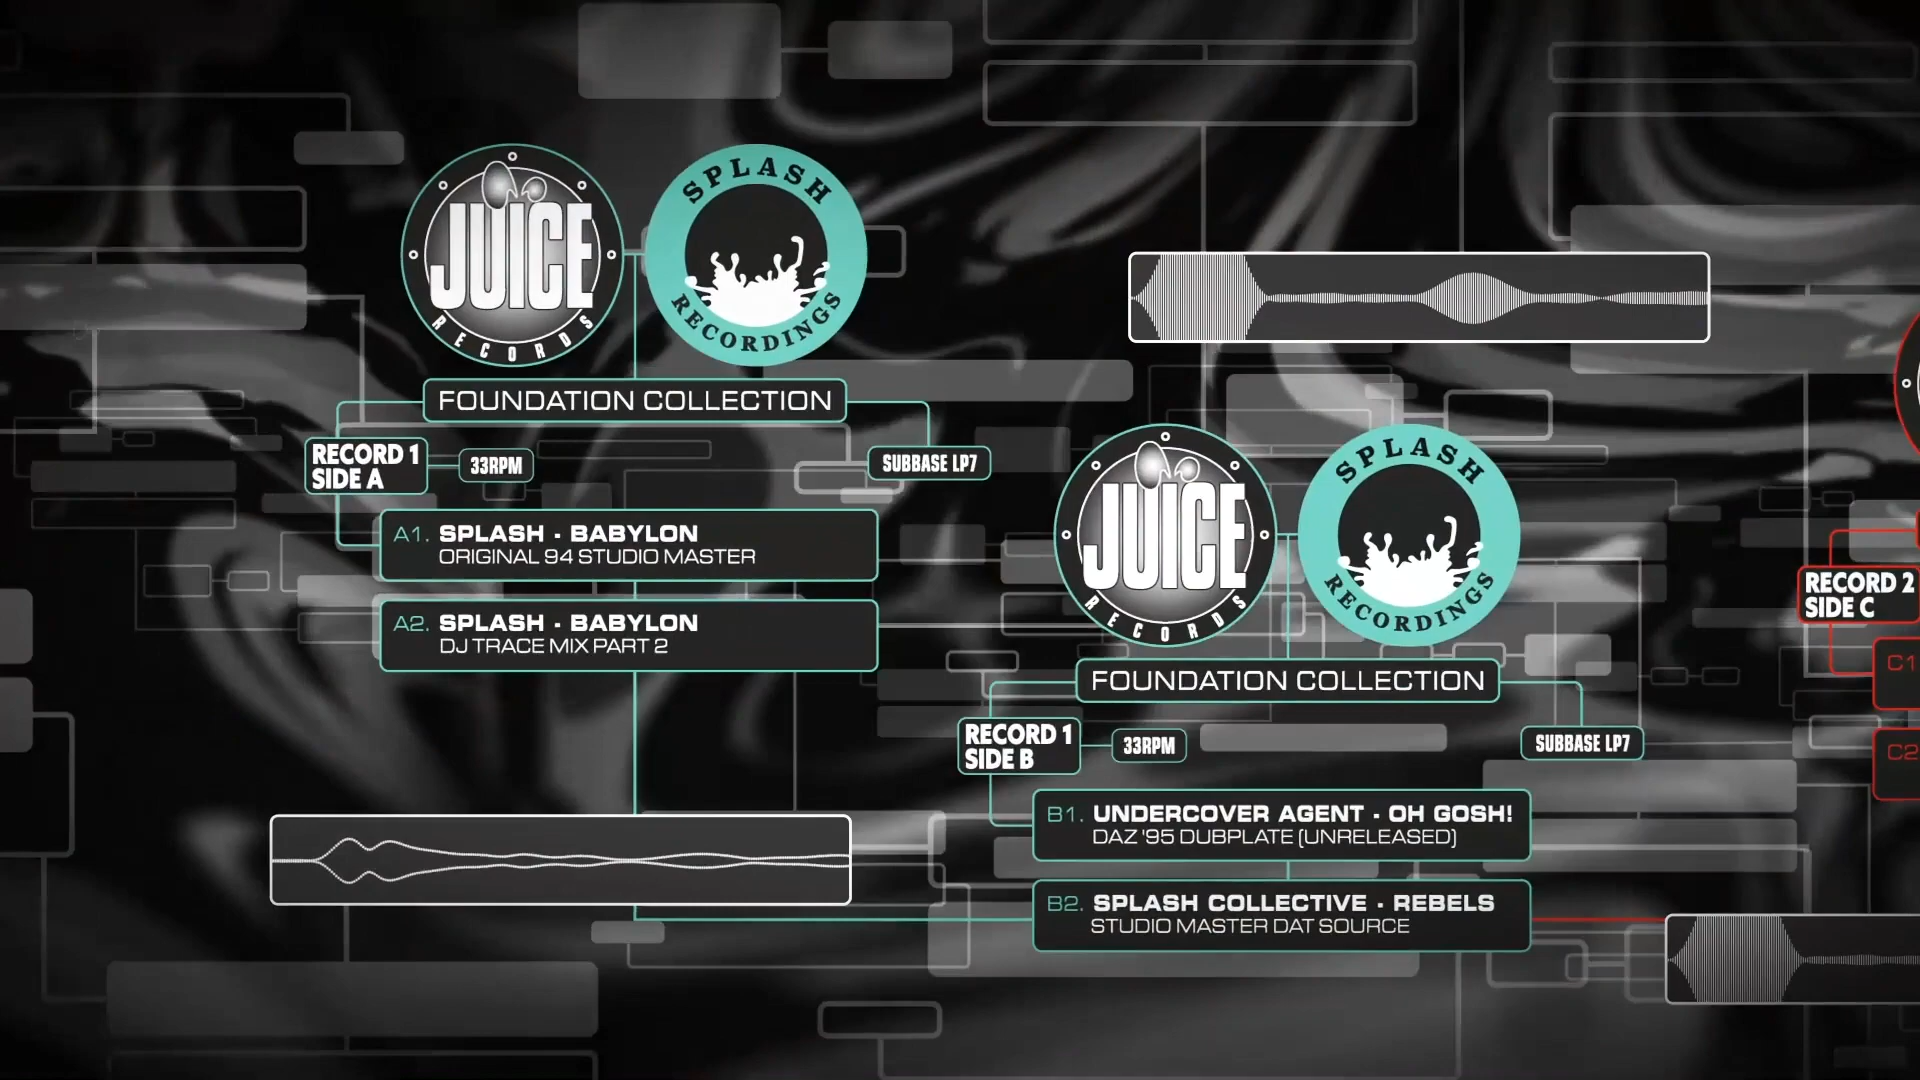 JUICE
RECORDS
SPLASH
RECORDINGS
FOUNDATION COLLECTION
RECORD 1
SIDE A
33RPM
SUBBASE LP7
A1. SPLASH - BABYLON
ORIGINAL 94 STUDIO MASTER
A2. SPLASH - BABYLON
DJ TRACE MIX PART 2
JUICE
RECORDS
SPLASH
RECORDINGS
FOUNDATION COLLECTION
RECORD 1
SIDE B
33RPM
SUBBASE LP7
B1. UNDERCOVER AGENT - OH GOSH!
DAZ '95 DUBPLATE (UNRELEASED)
B2. SPLASH COLLECTIVE - REBELS
STUDIO MASTER DAT SOURCE
RECORD 2
SIDE C
C1
C2